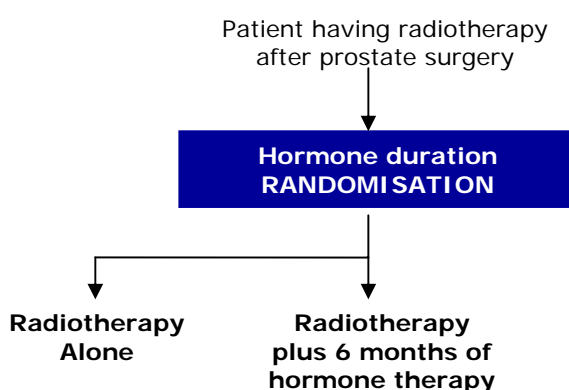 Patient having radiotherapy
after prostate surgery
Hormone duration
RANDOMISATION
Radiotherapy
Alone
Radiotherapy
plus 6 months of
hormone therapy